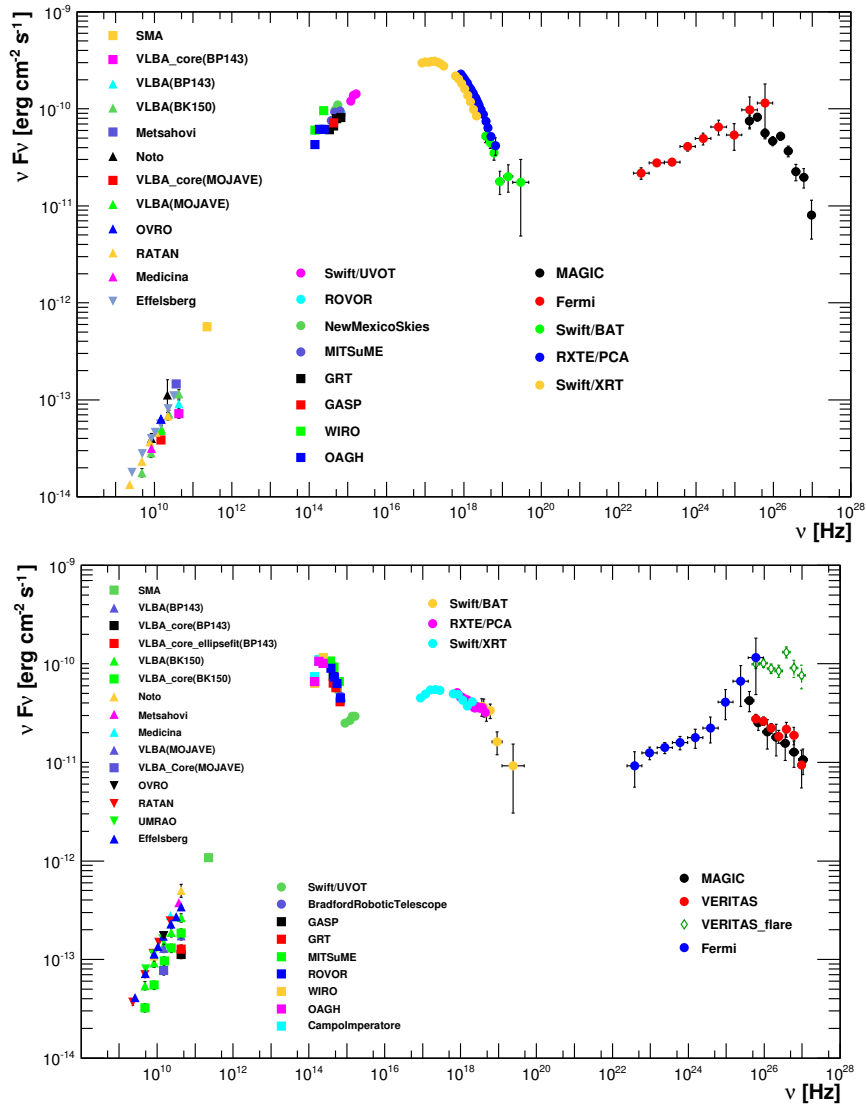 ν Fν [erg cm⁻² s⁻¹]
10⁻⁹
10⁻¹⁰
10⁻¹¹
10⁻¹²
10⁻¹³
10⁻¹⁴
SMA
VLBA_core(BP143)
VLBA(BP143)
VLBA(BK150)
Metsahovi
Noto
VLBA_core(MOJAVE)
VLBA(MOJAVE)
OVRO
RATAN
Medicina
Effelsberg
Swift/UVOT
ROVOR
NewMexicoSkies
MITSuME
GRT
GASP
WIRO
OAGH
MAGIC
Fermi
Swift/BAT
RXTE/PCA
Swift/XRT
10¹⁰ 10¹² 10¹⁴ 10¹⁶ 10¹⁸ 10²⁰ 10²² 10²⁴ 10²⁶ 10²⁸
ν [Hz]
ν Fν [erg cm⁻² s⁻¹]
10⁻⁹
10⁻¹⁰
10⁻¹¹
10⁻¹²
10⁻¹³
10⁻¹⁴
SMA
VLBA(BP143)
VLBA_core(BP143)
VLBA_core_ellipsefit(BP143)
VLBA(BK150)
VLBA_core(BK150)
Noto
Metsahovi
Medicina
VLBA(MOJAVE)
VLBA_Core(MOJAVE)
OVRO
RATAN
UMRAO
Effelsberg
Swift/BAT
RXTE/PCA
Swift/XRT
Swift/UVOT
BradfordRoboticTelescope
GASP
GRT
MITSuME
ROVOR
WIRO
OAGH
CampoImperatore
MAGIC
VERITAS
VERITAS_flare
Fermi
10¹⁰ 10¹² 10¹⁴ 10¹⁶ 10¹⁸ 10²⁰ 10²² 10²⁴ 10²⁶ 10²⁸
ν [Hz]